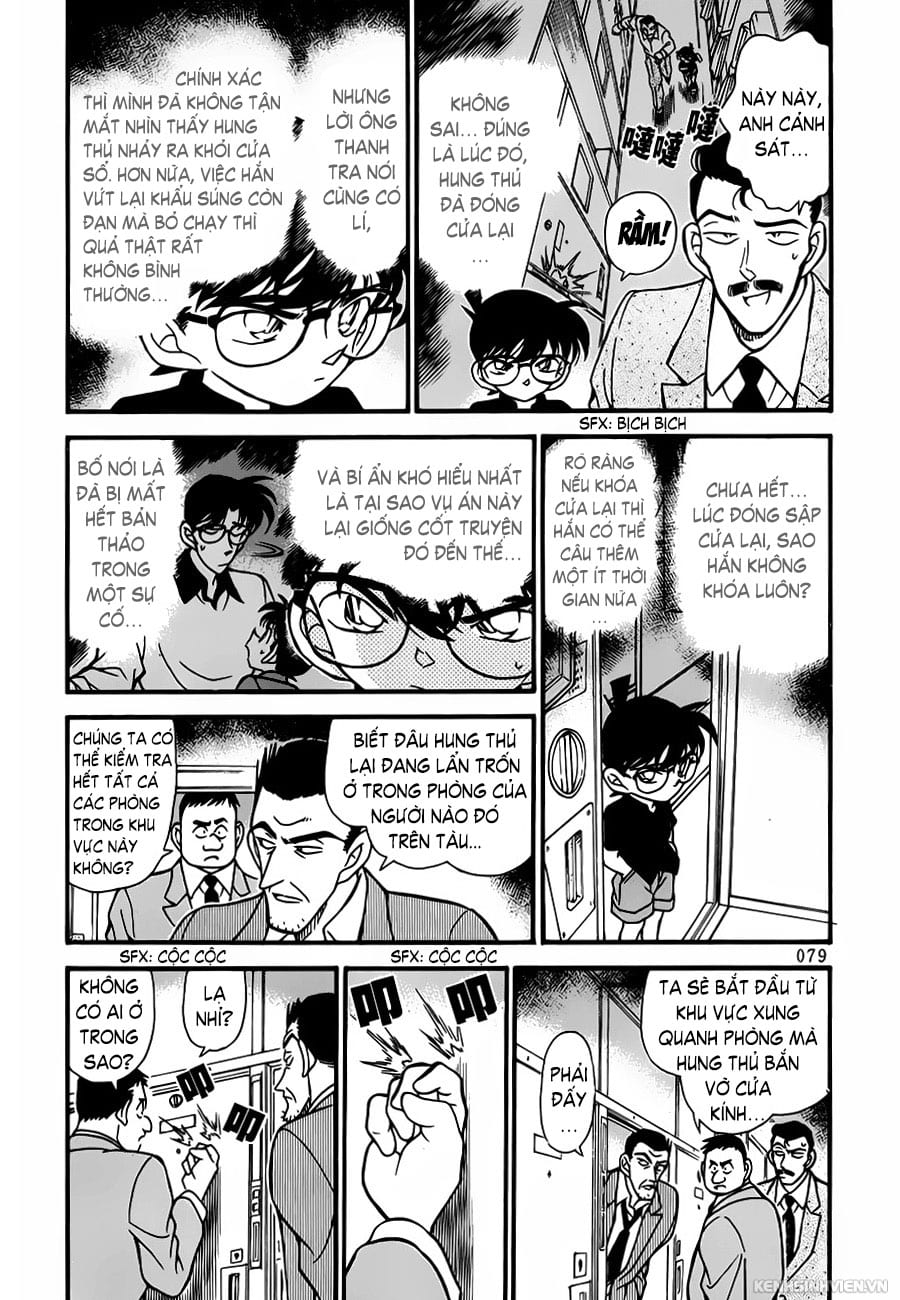 NÀY NÀY,
ANH CẢNH
SÁT...
噠噠噠
RẦM!
KHÔNG
SAI... ĐÚNG
LÀ LÚC ĐÓ,
HUNG THỦ
ĐÃ ĐÓNG
CỬA LẠI
...
SFX: BỊCH BỊCH
NHƯNG
LỜI ÔNG
THANH
TRA NÓI
CŨNG CÓ
LÍ,
CHÍNH XÁC
THÌ MÌNH ĐÃ KHÔNG TẬN
MẮT NHÌN THẤY HUNG
THỦ NHẢY RA KHỎI CỬA
SỔ. HƠN NỮA, VIỆC HẮN
VỨT LẠI KHẨU SÚNG CÒN
ĐẠN MÀ BỎ CHẠY THÌ
QUẢ THẬT RẤT
KHÔNG BÌNH
THƯỜNG...
CHƯA HẾT...
LÚC ĐÓNG SẬP
CỬA LẠI, SAO
HẮN KHÔNG
KHÓA LUÔN?
RÕ RÀNG
NẾU KHÓA
CỬA LẠI THÌ
HẮN CÓ THỂ
CÂU THÊM
MỘT ÍT THỜI
GIAN NỮA
...
VÀ BÍ ẨN KHÓ HIỂU NHẤT
LÀ TẠI SAO VỤ ÁN NÀY
LẠI GIỐNG CỐT TRUYỆN
ĐÓ ĐẾN THẾ...
BỐ NÓI LÀ
ĐÃ BỊ MẤT
HẾT BẢN
THẢO
TRONG
MỘT SỰ
CỐ...
BIẾT ĐÂU HUNG THỦ
LẠI ĐANG LẨN TRỐN
Ở TRONG PHÒNG CỦA
NGƯỜI NÀO ĐÓ
TRÊN TÀU...
CHÚNG TA CÓ
THỂ KIỂM TRA
HẾT TẤT CẢ
CÁC PHÒNG
TRONG KHU
VỰC NÀY
KHÔNG?
079
TA SẼ BẮT ĐẦU TỪ
KHU VỰC XUNG
QUANH PHÒNG MÀ
HUNG THỦ BẮN
VỠ CỬA
KÍNH...
PHẢI
ĐẤY
...
SFX: CỘC CỘC
叩叩
SFX: CỘC CỘC
LẠ
NHỈ?
KHÔNG
CÓ AI Ở
TRONG
SAO?
叩叩
KENHSINHVIEN.VN